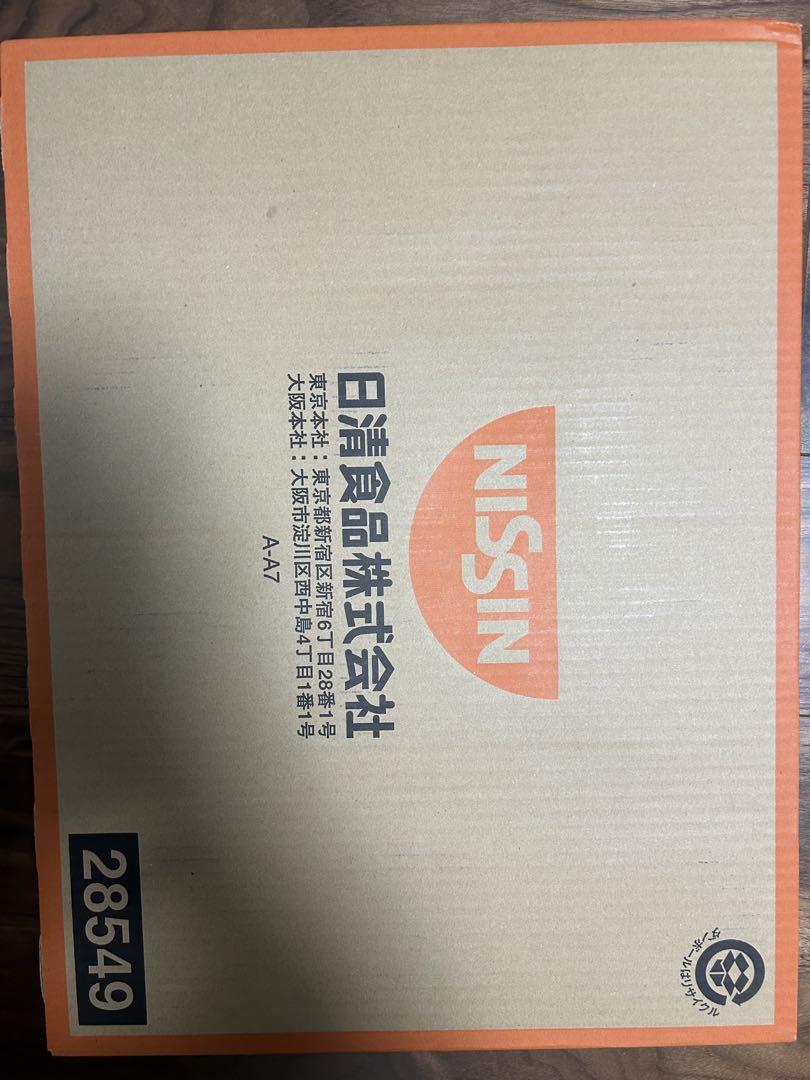 NISSIN
日清食品株式会社
東京本社：東京都新宿区新宿6丁目28番1号
大阪本社：大阪市淀川区西中島4丁目1番1号
A-A7
ダンボールはリサイクル
28549